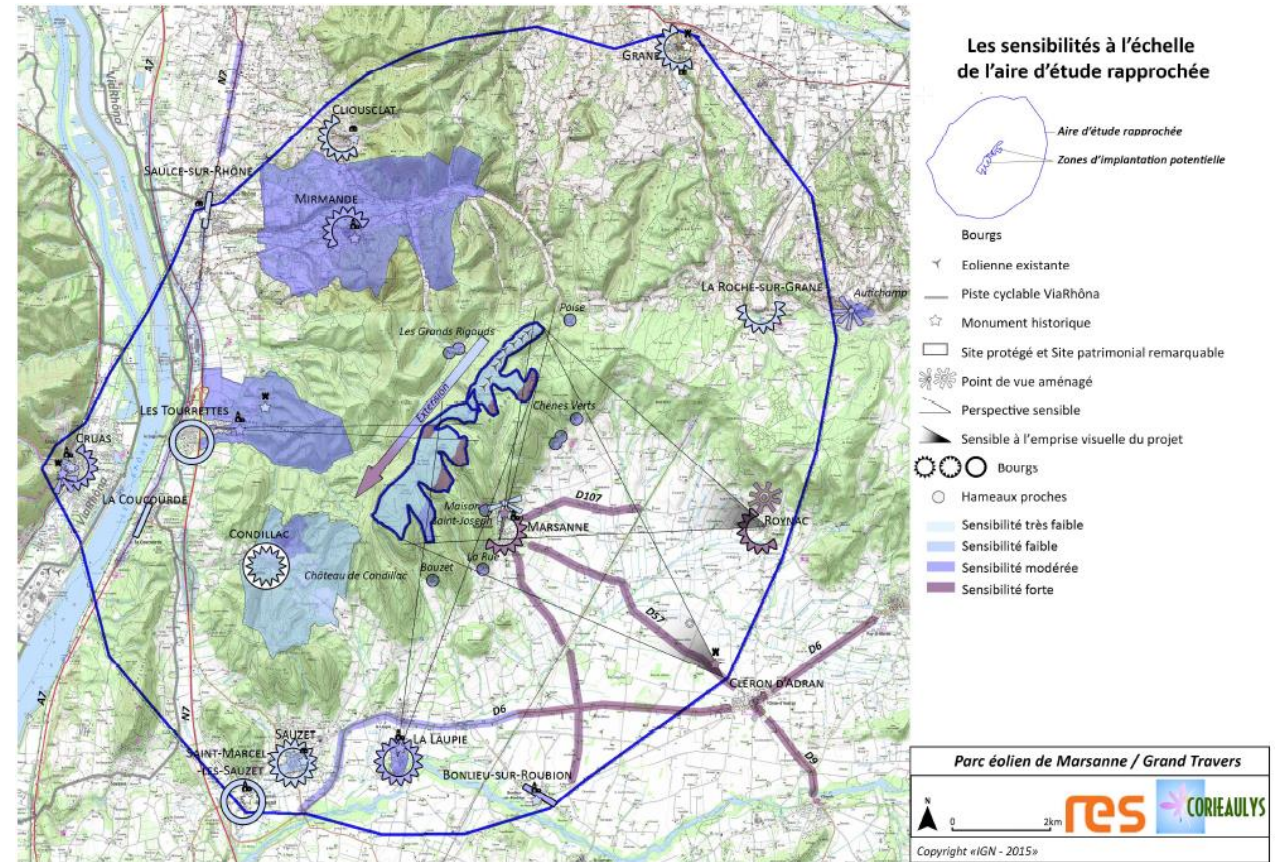 GRANE
CLIOUSCLAT
SAULCE-SUR-RHÔNE
MIRMANDE
ViaRhôna
A7
N7
LA ROCHE-SUR-GRANE
Autichamp
Poise
Les Grands Rigauds
Extension
Chênes Verts
LES TOURRETTES
CRUAS
ViaRhôna
LA COUCOURDE
Maison
Saint-Joseph
MARSANNE
D107
ROYNAC
CONDILLAC
Château de Condillac
Bouzet
La Rue
D57
D6
CLÉRON D'ADRAN
D6
D9
SAUZET
SAINT-MARCEL
-LES-SAUZET
LA LAUPIE
BONLIEU-SUR-ROUBION
A7
N7
Les sensibilités à l'échelle
de l'aire d'étude rapprochée
Aire d'étude rapprochée
Zones d'implantation potentielle
Bourgs
Eolienne existante
Piste cyclable ViaRhôna
Monument historique
Site protégé et Site patrimonial remarquable
Point de vue aménagé
Perspective sensible
Sensible à l'emprise visuelle du projet
Bourgs
Hameaux proches
Sensibilité très faible
Sensibilité faible
Sensibilité modérée
Sensibilité forte
Parc éolien de Marsanne / Grand Travers
N
0 2km
res
CORIEAULYS
Copyright «IGN - 2015»